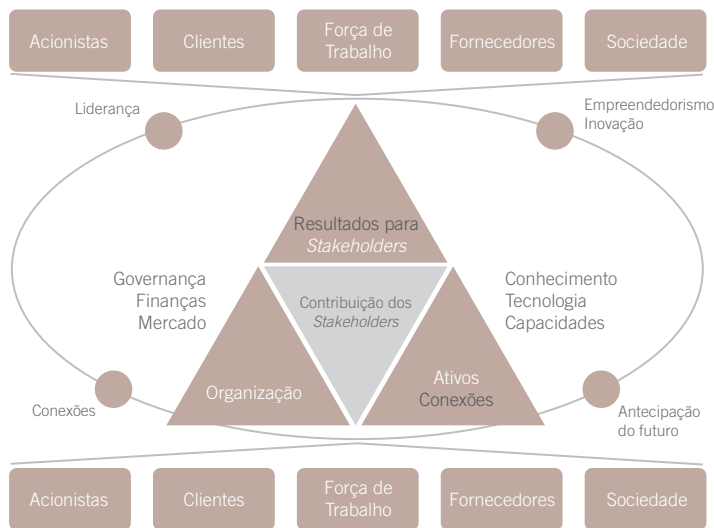 Acionistas
Clientes
Força de
Trabalho
Fornecedores
Sociedade
Liderança
Empreendedorismo
Inovação
Resultados para
Stakeholders
Governança
Finanças
Mercado
Contribuição dos
Stakeholders
Conhecimento
Tecnologia
Capacidades
Organização
Ativos
Conexões
Conexões
Antecipação
do futuro
Acionistas
Clientes
Força de
Trabalho
Fornecedores
Sociedade